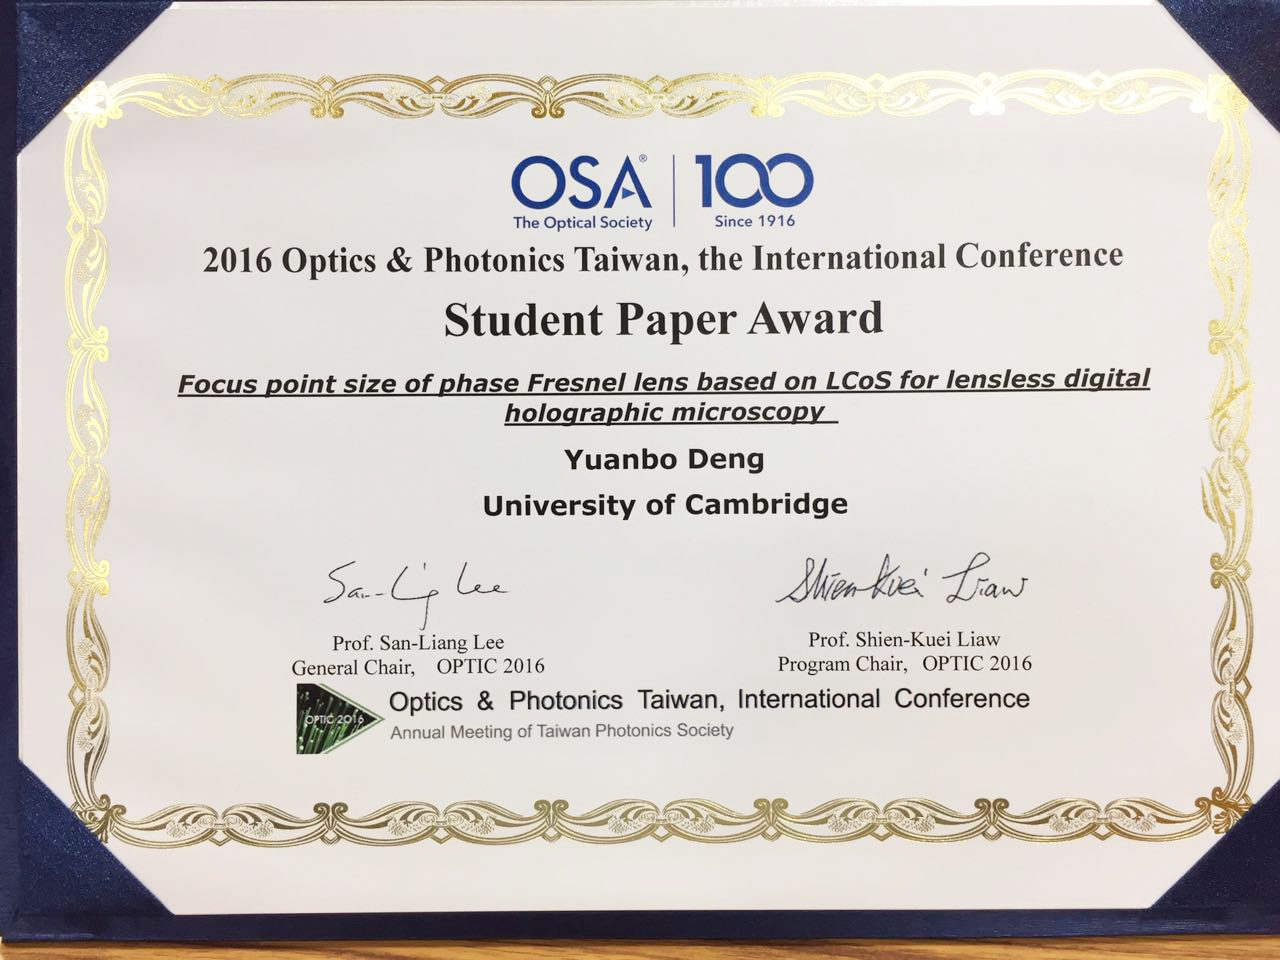 OSA® 100
The Optical Society Since 1916
2016 Optics & Photonics Taiwan, the International Conference
Student Paper Award
Focus point size of phase Fresnel lens based on LCoS for lensless digital
holographic microscopy
Yuanbo Deng
University of Cambridge
San-Liang Lee
Shien-Kuei Liaw
Prof. San-Liang Lee
General Chair, OPTIC 2016
Prof. Shien-Kuei Liaw
Program Chair, OPTIC 2016
OPTIC 2016
Optics & Photonics Taiwan, International Conference
Annual Meeting of Taiwan Photonics Society